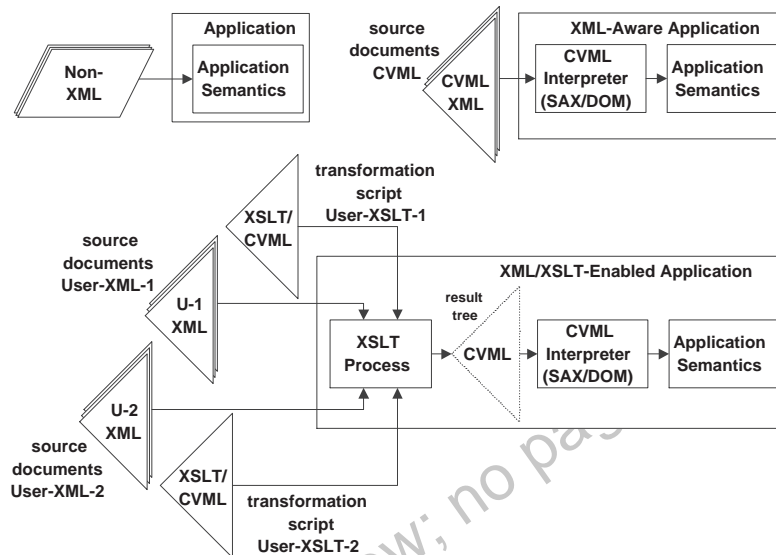 Non-
XML
Application
Application
Semantics
source
documents
CVML
CVML
XML
XML-Aware Application
CVML
Interpreter
(SAX/DOM)
Application
Semantics
XSLT/
CVML
transformation
script
User-XSLT-1
source
documents
User-XML-1
U-1
XML
XML/XSLT-Enabled Application
XSLT
Process
result
tree
CVML
CVML
Interpreter
(SAX/DOM)
Application
Semantics
U-2
XML
source
documents
User-XML-2
XSLT/
CVML
transformation
script
User-XSLT-2
no